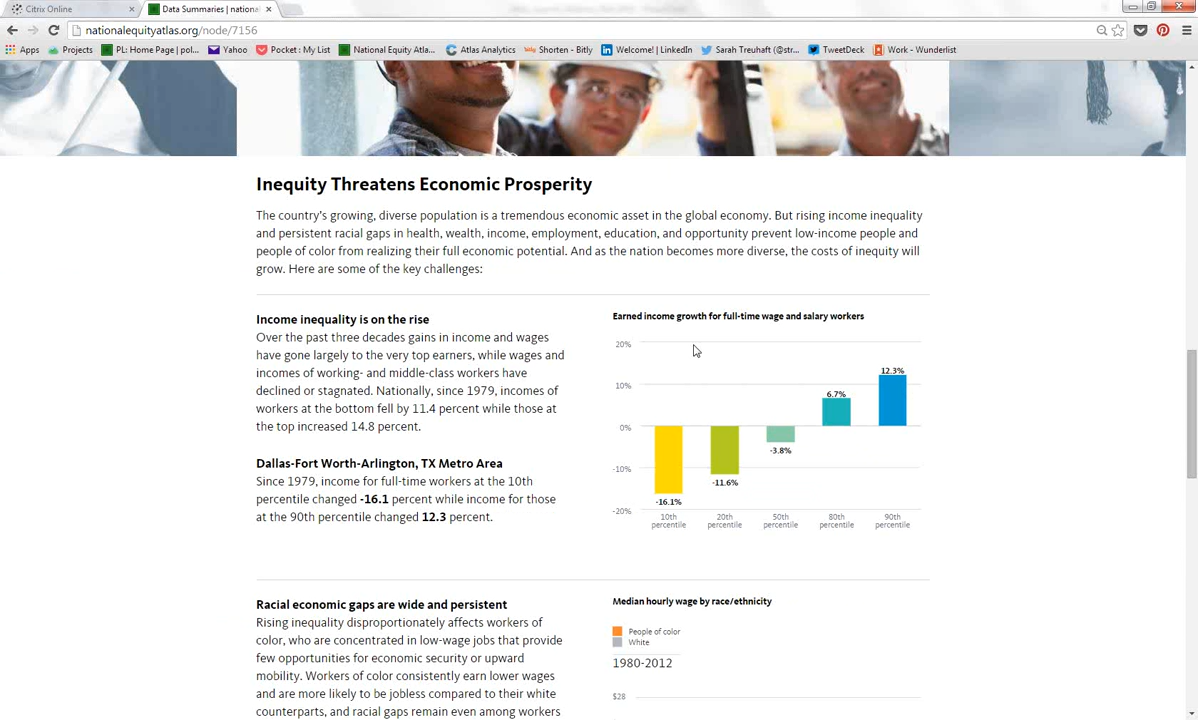 Citrix Online
Data Summaries | nationa
nationalequityatlas.org/node/7156
Apps Projects PL: Home Page | pol... Yahoo Pocket : My List National Equity Atla... Atlas Analytics Shorten - Bitly Welcome! | LinkedIn Sarah Treuhaft (@str... TweetDeck Work - Wunderlist
Inequity Threatens Economic Prosperity
The country's growing, diverse population is a tremendous economic asset in the global economy. But rising income inequality
and persistent racial gaps in health, wealth, income, employment, education, and opportunity prevent low-income people and
people of color from realizing their full economic potential. And as the nation becomes more diverse, the costs of inequity will
grow. Here are some of the key challenges:
Income inequality is on the rise
Over the past three decades gains in income and wages
have gone largely to the very top earners, while wages and
incomes of working- and middle-class workers have
declined or stagnated. Nationally, since 1979, incomes of
workers at the bottom fell by 11.4 percent while those at
the top increased 14.8 percent.
Dallas-Fort Worth-Arlington, TX Metro Area
Since 1979, income for full-time workers at the 10th
percentile changed -16.1 percent while income for those
at the 90th percentile changed 12.3 percent.
Earned income growth for full-time wage and salary workers
20%
10%
0%
-10%
-20%
-16.1%
-11.6%
-3.8%
6.7%
12.3%
10th percentile
20th percentile
50th percentile
80th percentile
90th percentile
Racial economic gaps are wide and persistent
Rising inequality disproportionately affects workers of
color, who are concentrated in low-wage jobs that provide
few opportunities for economic security or upward
mobility. Workers of color consistently earn lower wages
and are more likely to be jobless compared to their white
counterparts, and racial gaps remain even among workers
Median hourly wage by race/ethnicity
People of color
White
1980-2012
$28